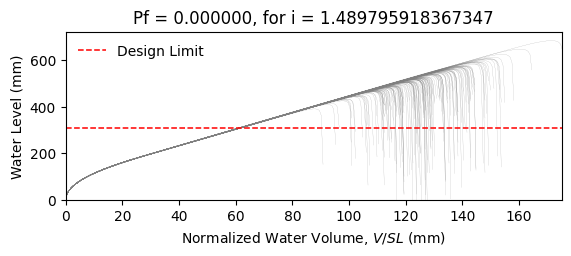 Pf = 0.000000, for i = 1.489795918367347
Design Limit
Water Level (mm)
600
400
200
0
0 20 40 60 80 100 120 140 160
Normalized Water Volume, V/SL (mm)